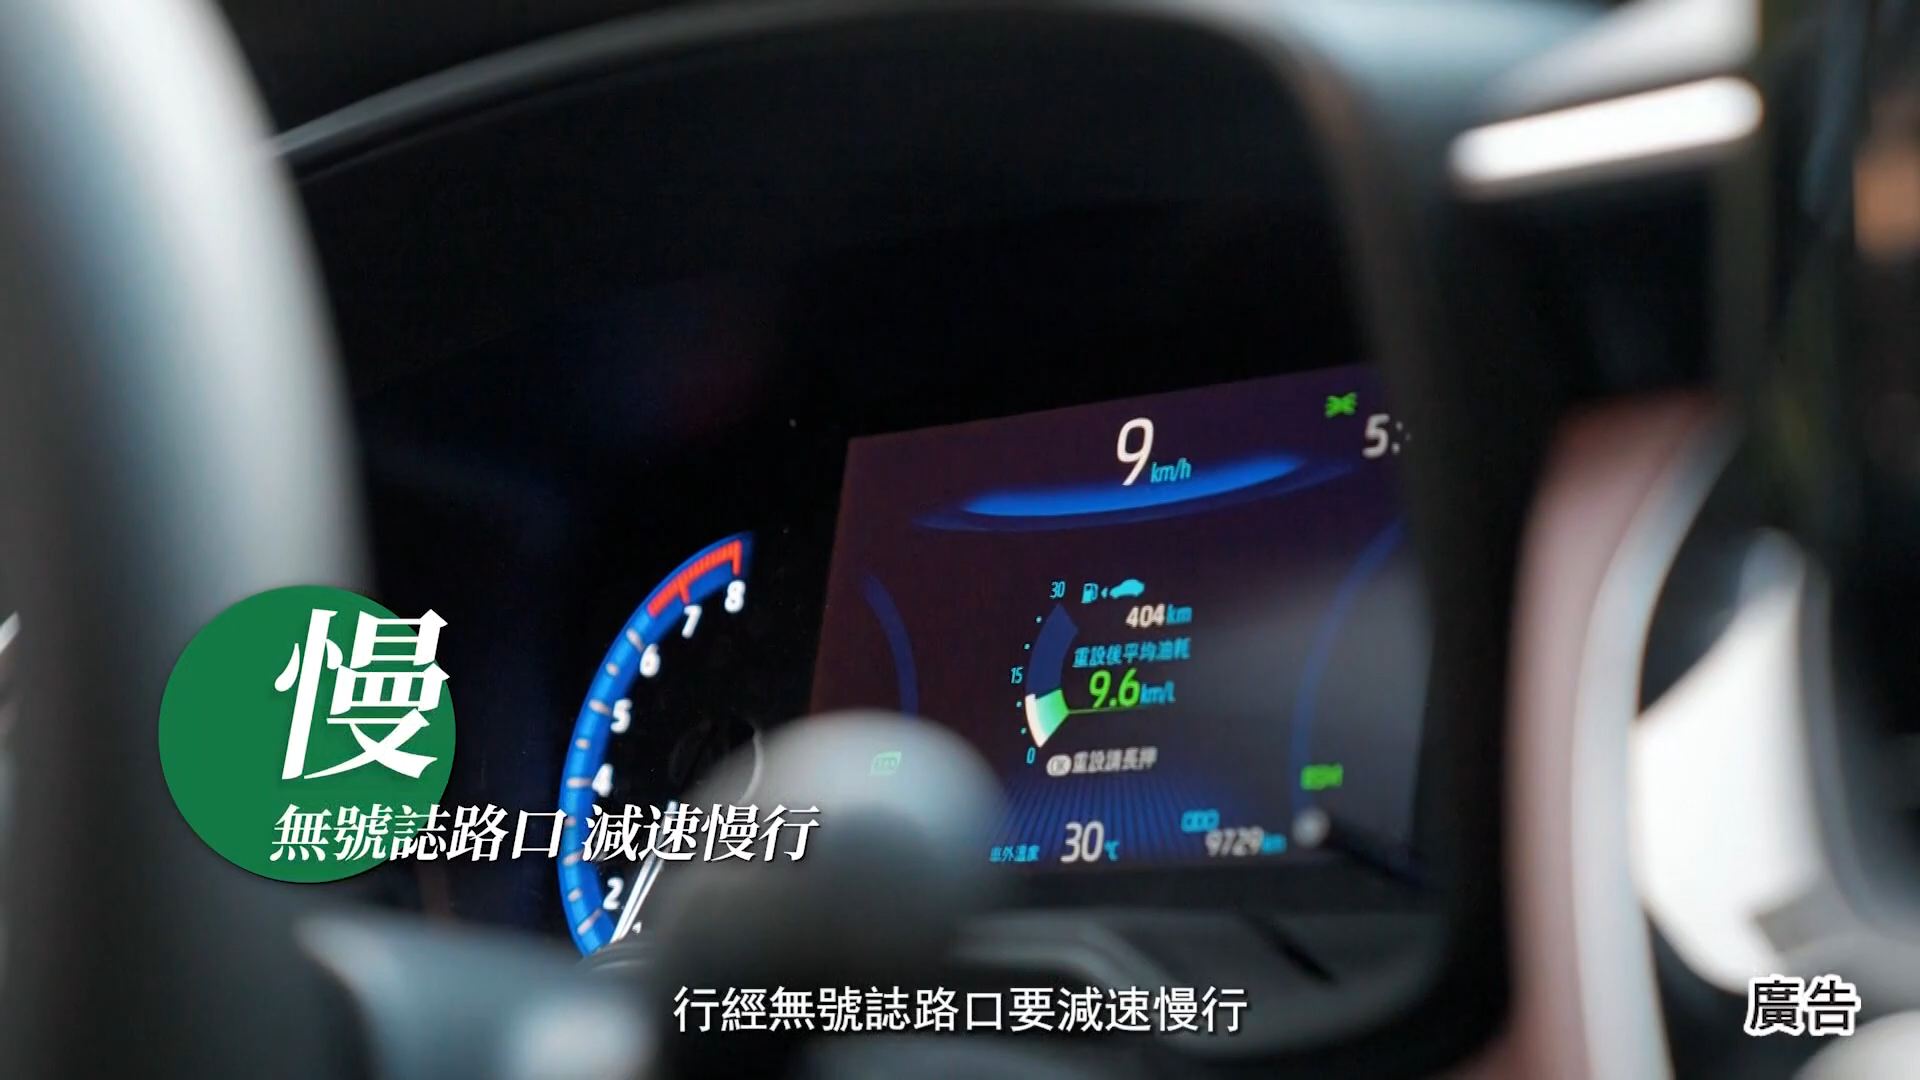 9 km/h
5:
8
7
6
5
4
2
30
404 km
重設後平均油耗
15
9.6 km/L
0
OK 重設請長押
車外溫度 30℃
9729 km
慢
無號誌路口 減速慢行
行經無號誌路口要減速慢行
廣告